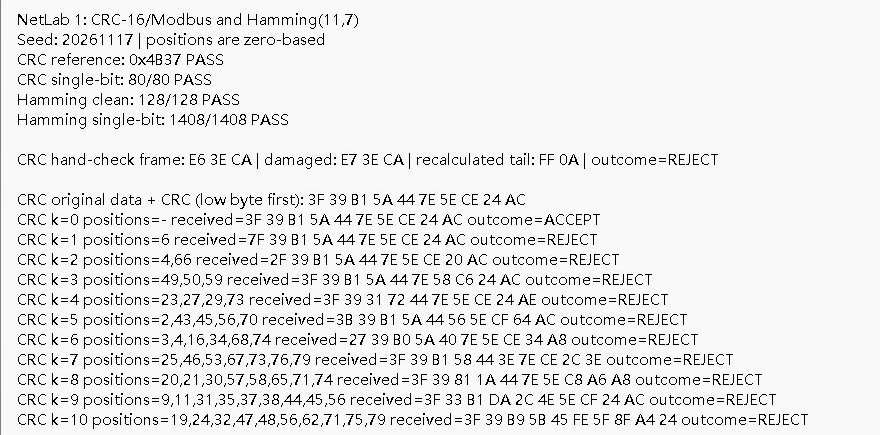 NetLab 1: CRC-16/Modbus and Hamming(11,7)
Seed: 20261117 | positions are zero-based
CRC reference: 0x4B37 PASS
CRC single-bit: 80/80 PASS
Hamming clean: 128/128 PASS
Hamming single-bit: 1408/1408 PASS
CRC hand-check frame: E6 3E CA | damaged: E7 3E CA | recalculated tail: FF 0A | outcome=REJECT
CRC original data + CRC (low byte first): 3F 39 B1 5A 44 7E 5E CE 24 AC
CRC k=0 positions=- received=3F 39 B1 5A 44 7E 5E CE 24 AC outcome=ACCEPT
CRC k=1 positions=6 received=7F 39 B1 5A 44 7E 5E CE 24 AC outcome=REJECT
CRC k=2 positions=4,66 received=2F 39 B1 5A 44 7E 5E CE 20 AC outcome=REJECT
CRC k=3 positions=49,50,59 received=3F 39 B1 5A 44 7E 58 C6 24 AC outcome=REJECT
CRC k=4 positions=23,27,29,73 received=3F 39 31 72 44 7E 5E CE 24 AE outcome=REJECT
CRC k=5 positions=2,43,45,56,70 received=3B 39 B1 5A 44 56 5E CF 64 AC outcome=REJECT
CRC k=6 positions=3,4,16,34,68,74 received=27 39 B0 5A 40 7E 5E CE 34 A8 outcome=REJECT
CRC k=7 positions=25,46,53,67,73,76,79 received=3F 39 B1 58 44 3E 7E CE 2C 3E outcome=REJECT
CRC k=8 positions=20,21,30,57,58,65,71,74 received=3F 39 81 1A 44 7E 5E C8 A6 A8 outcome=REJECT
CRC k=9 positions=9,11,31,35,37,38,44,45,56 received=3F 33 B1 DA 2C 4E 5E CF 24 AC outcome=REJECT
CRC k=10 positions=19,24,32,47,48,56,62,71,75,79 received=3F 39 B9 5B 45 FE 5F 8F A4 24 outcome=REJECT